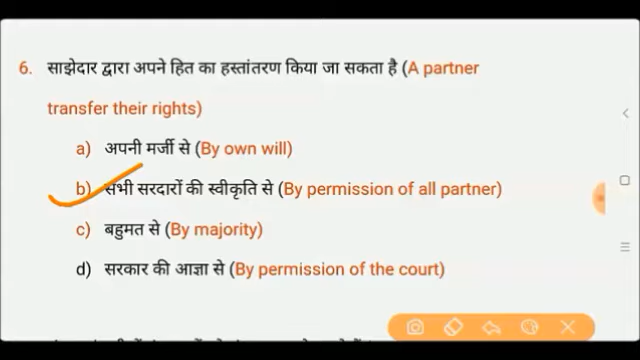 6. साझेदार द्वारा अपने हित का हस्तांतरण किया जा सकता है (A partner
transfer their rights)
a) अपनी मर्जी से (By own will)
b) सभी सरदारों की स्वीकृति से (By permission of all partner)
c) बहुमत से (By majority)
d) सरकार की आज्ञा से (By permission of the court)